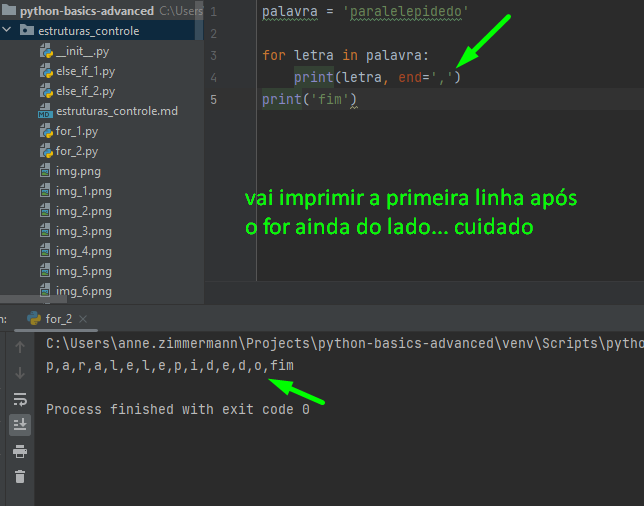 python-basics-advanced C:\Users
estruturas_controle
__init__.py
else_if_1.py
else_if_2.py
estruturas_controle.md
for_1.py
for_2.py
img.png
img_1.png
img_2.png
img_3.png
img_4.png
img_5.png
img_6.png
1 palavra = 'paralelepidedo'
2
3 for letra in palavra:
4 print(letra, end=',')
5 print('fim')
vai imprimir a primeira linha após
o for ainda do lado... cuidado
n: for_2
C:\Users\anne.zimmermann\Projects\python-basics-advanced\venv\Scripts\pytho
p,a,r,a,l,e,l,e,p,i,d,e,d,o,fim
Process finished with exit code 0